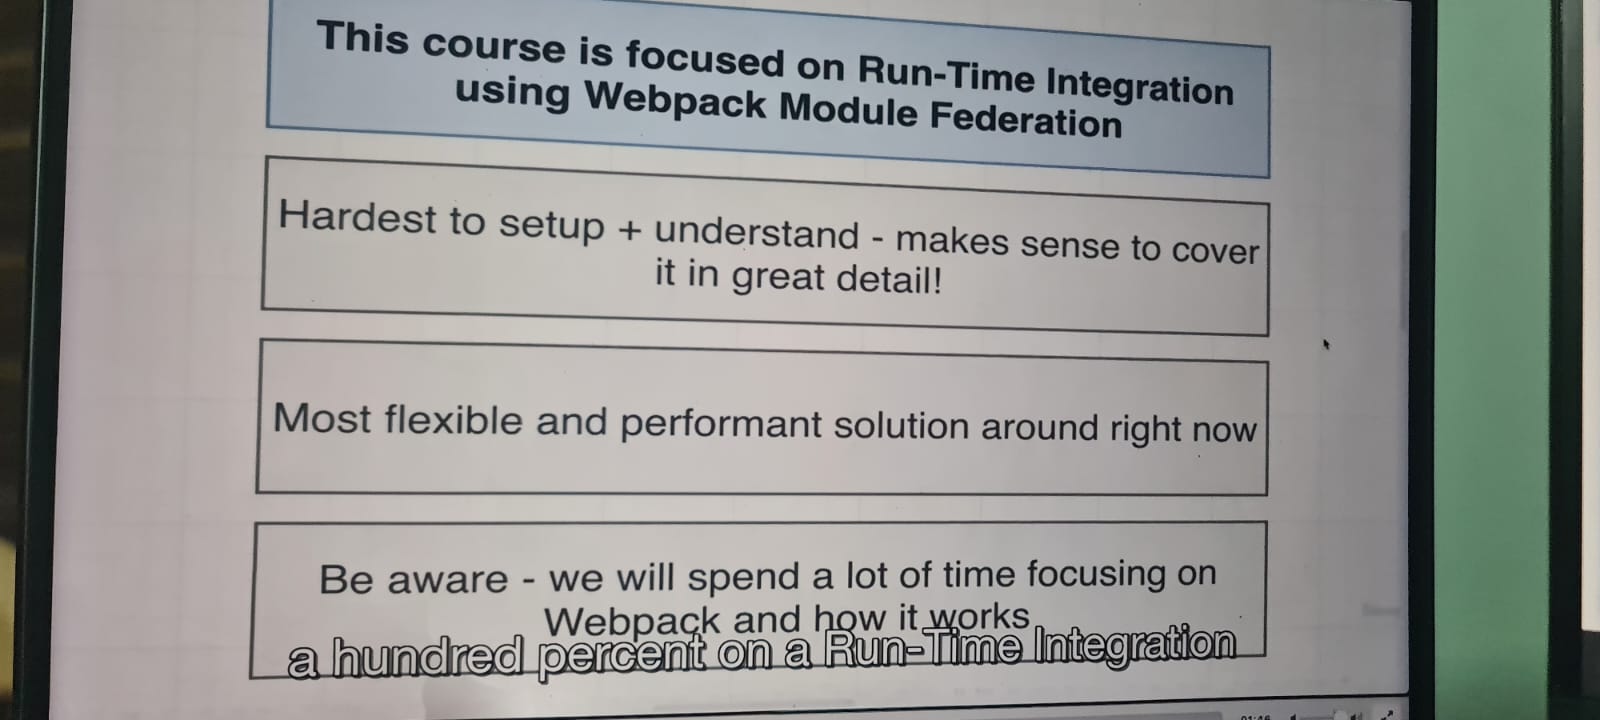 This course is focused on Run-Time Integration
using Webpack Module Federation
Hardest to setup + understand - makes sense to cover
it in great detail!
Most flexible and performant solution around right now
Be aware - we will spend a lot of time focusing on
Webpack and how it works
a hundred percent on a Run-Time Integration